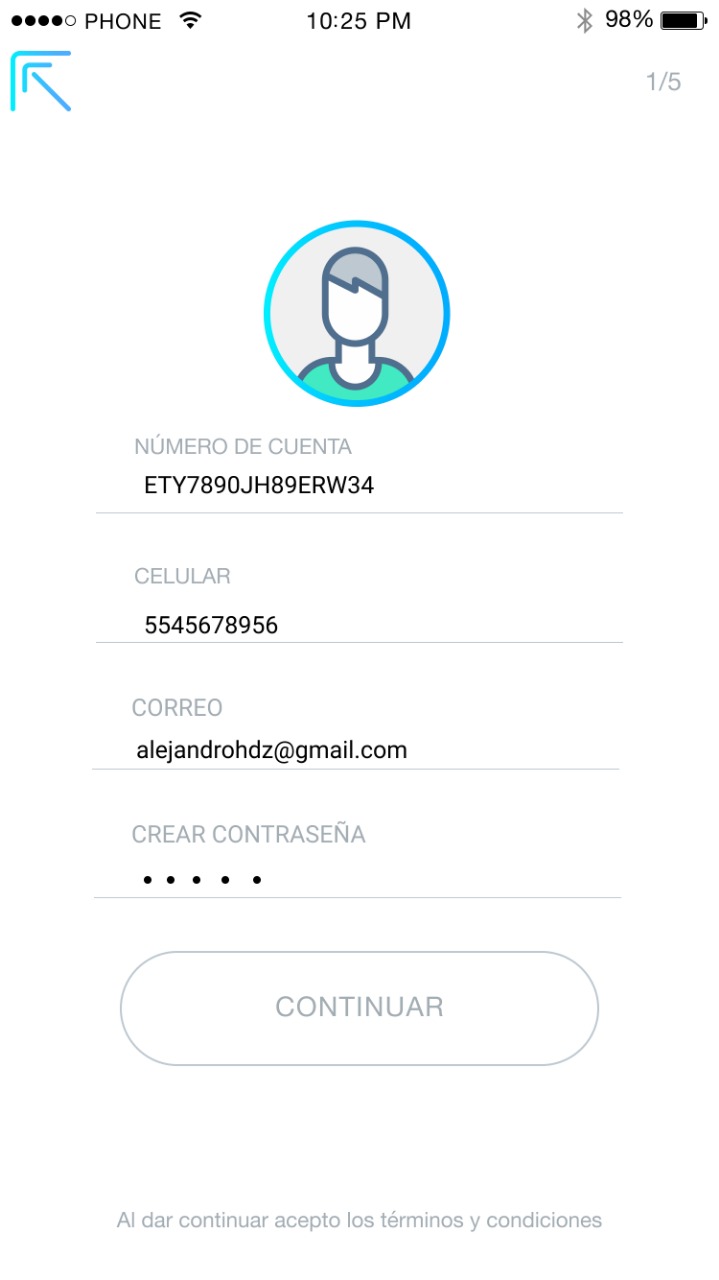 PHONE 10:25 PM 98%
1/5
NÚMERO DE CUENTA
ETY7890JH89ERW34
CELULAR
5545678956
CORREO
alejandrohdz@gmail.com
CREAR CONTRASEÑA
• • • • •
CONTINUAR
Al dar continuar acepto los términos y condiciones